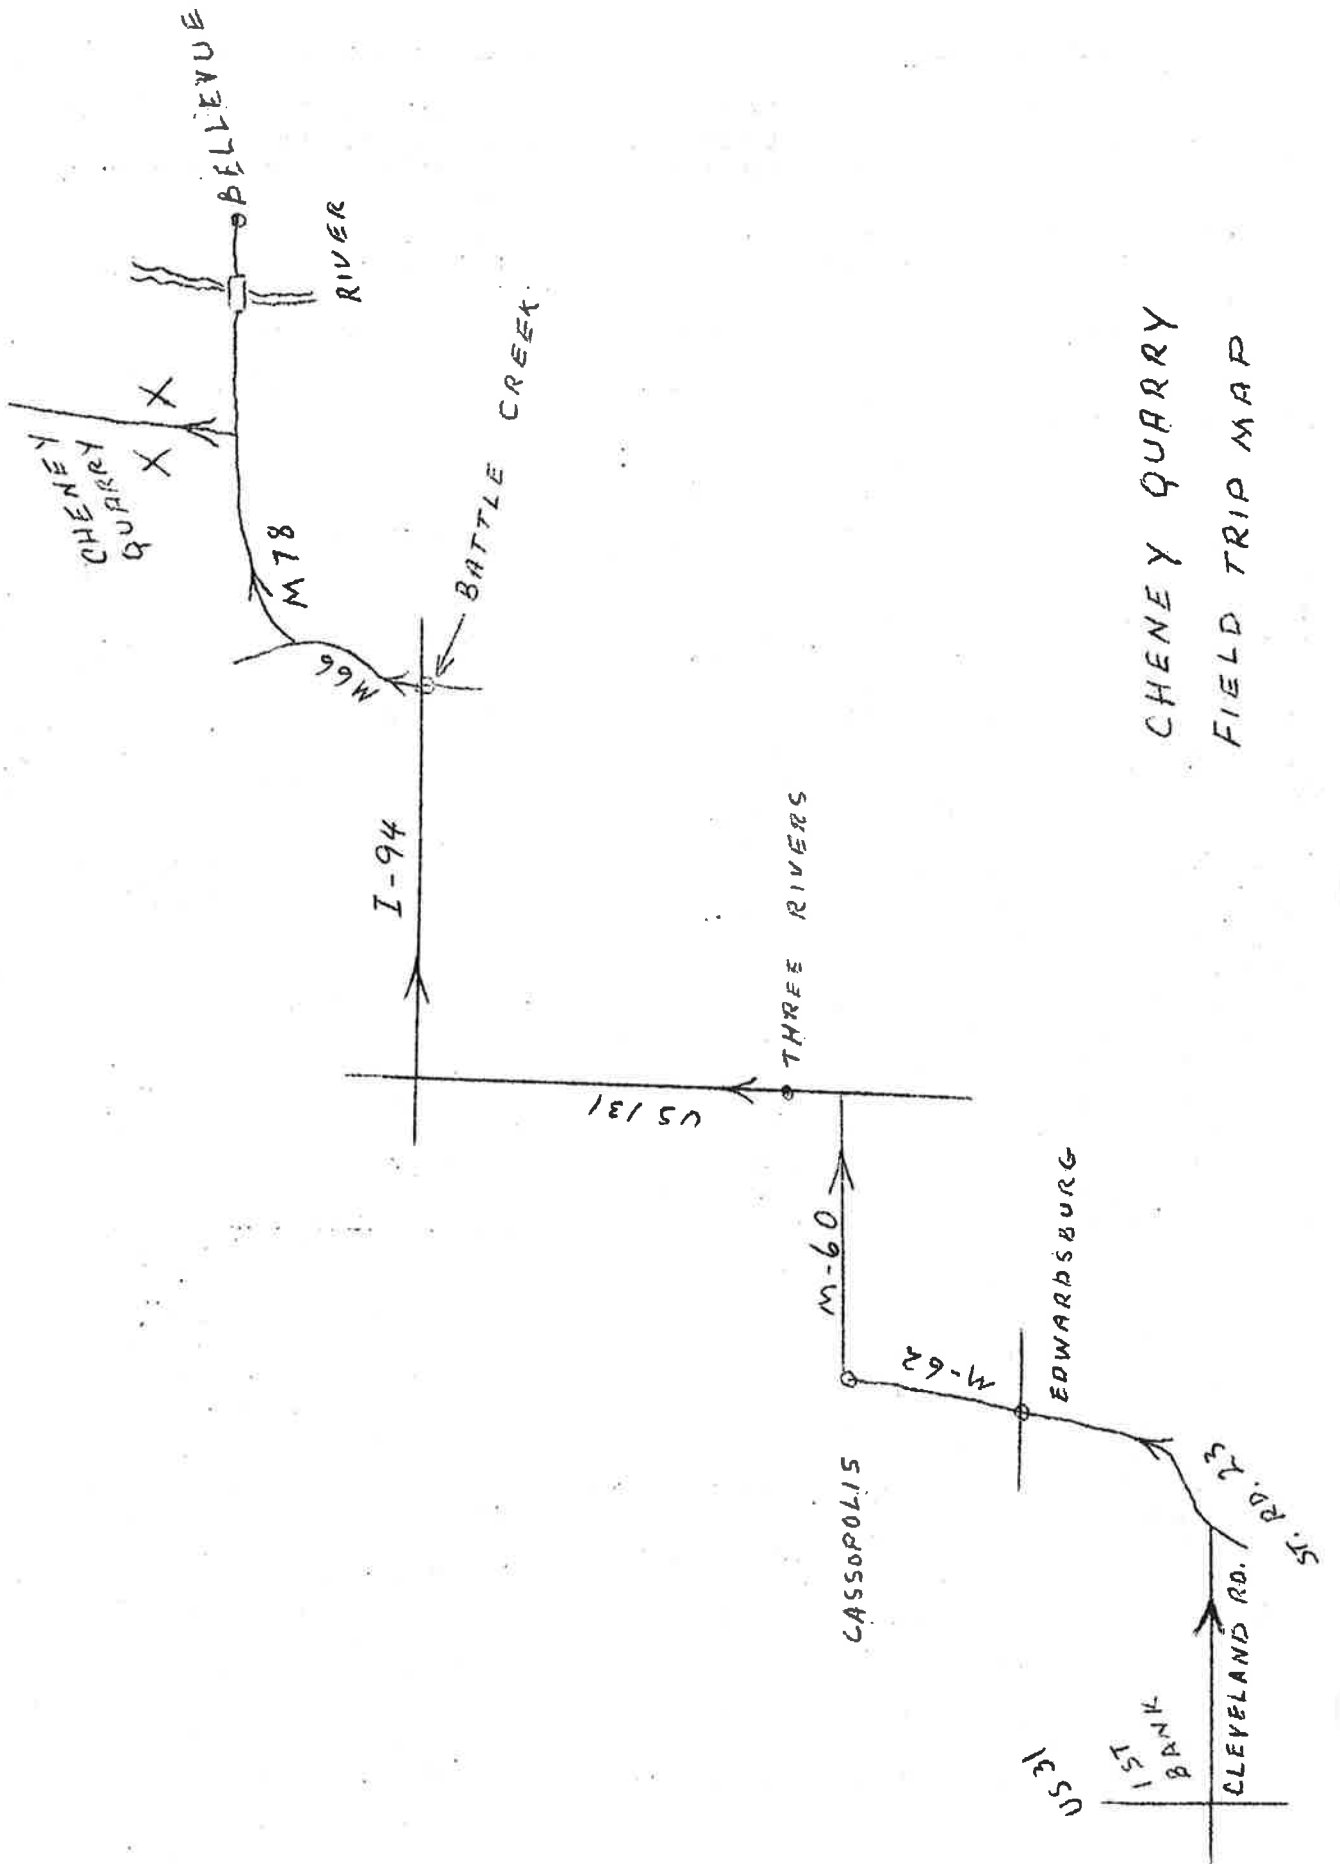 CHENEY
QUARRY
X X
BELLEVUE
RIVER
M 78
M66
BATTLE CREEK
I-94
US 131
THREE RIVERS
M-60
CASSOPOLIS
M-62
EDWARDSBURG
US 31
1ST
BANK
CLEVELAND RD.
ST. RD. 23
CHENEY QUARRY
FIELD TRIP MAP